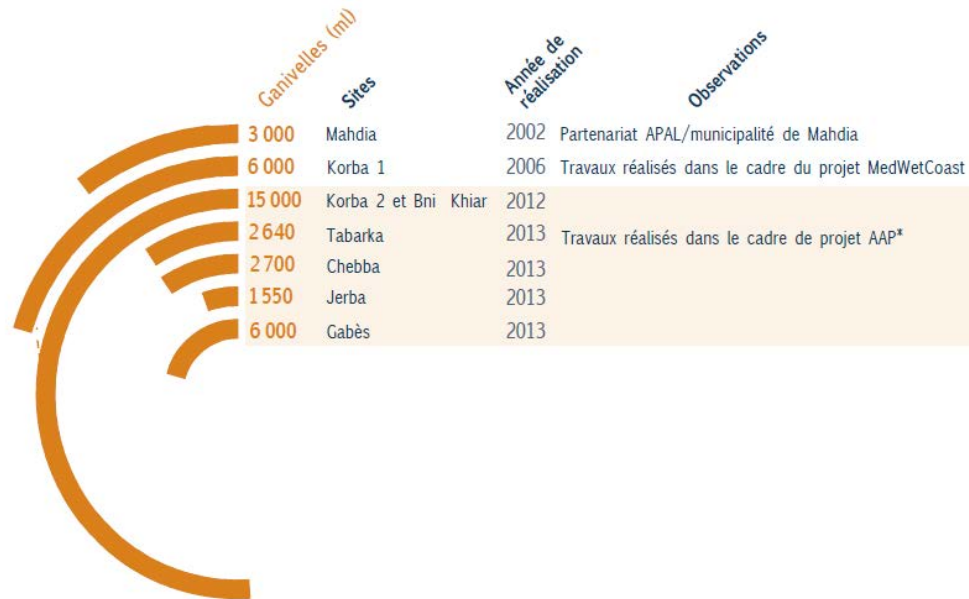 Ganivelles (ml) Sites Année de réalisation Observations
3 000 Mahdia 2002 Partenariat APAL/municipalité de Mahdia
6 000 Korba 1 2006 Travaux réalisés dans le cadre du projet MedWetCoast
15 000 Korba 2 et Bni Khiar 2012
2 640 Tabarka 2013 Travaux réalisés dans le cadre de projet AAP*
2 700 Chebba 2013
1 550 Jerba 2013
6 000 Gabès 2013